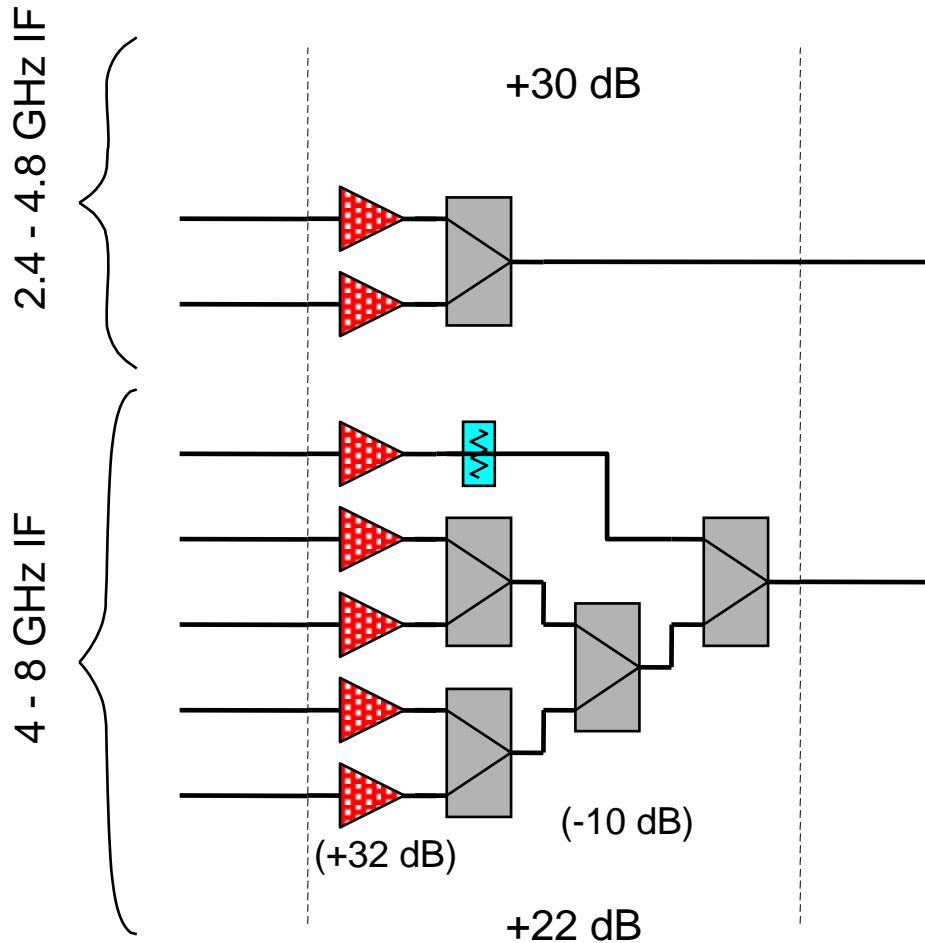 2.4 - 4.8 GHz IF
+30 dB
4 - 8 GHz IF
(-10 dB)
(+32 dB)
+22 dB